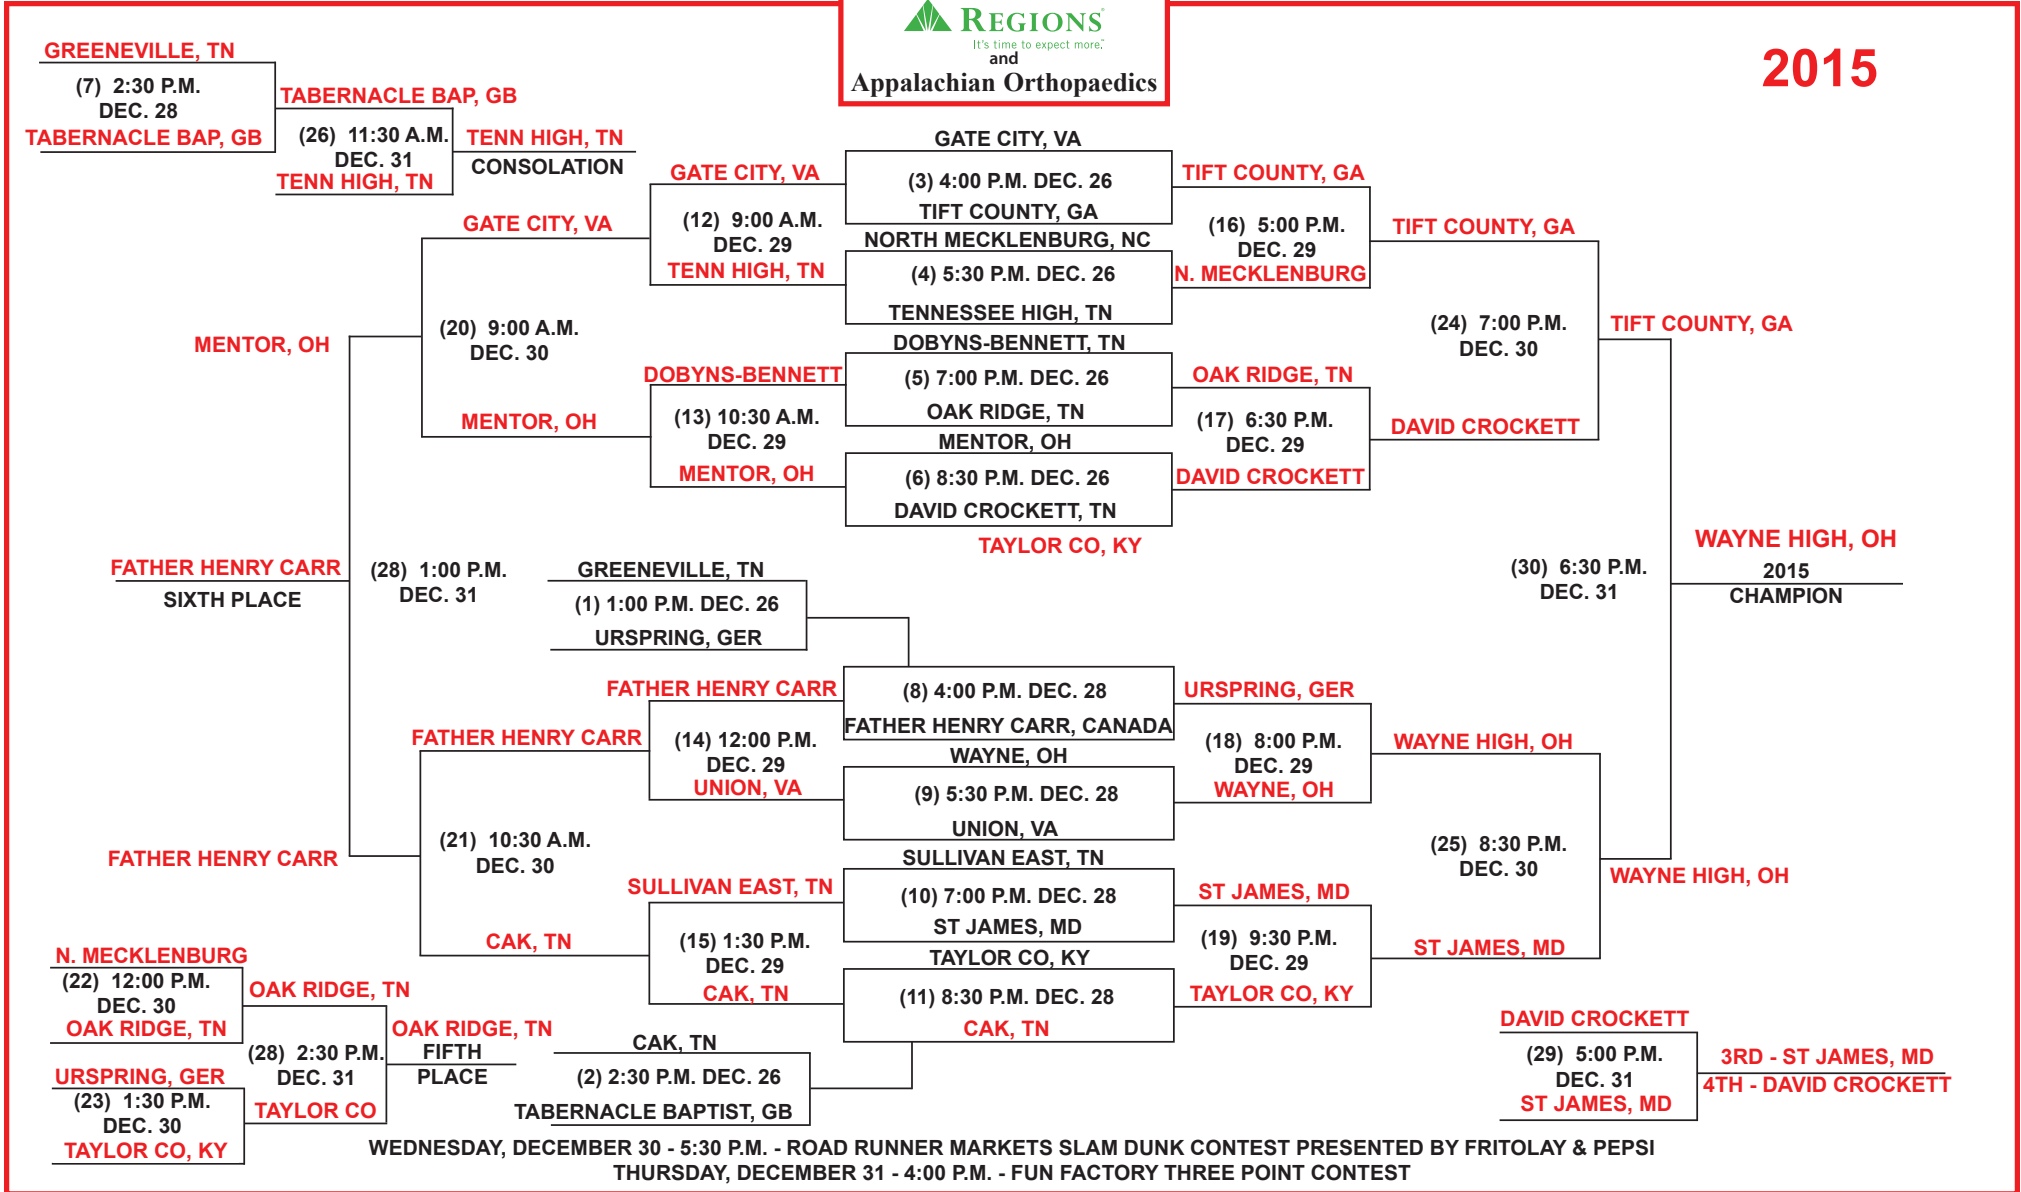 REGIONS
It's time to expect more.
and
Appalachian Orthopaedics
2015
GREENEVILLE, TN
(7) 2:30 P.M.
DEC. 28
TABERNACLE BAP, GB
TABERNACLE BAP, GB
(26) 11:30 A.M.
DEC. 31
TENN HIGH, TN
TENN HIGH, TN
CONSOLATION
GATE CITY, VA
(3) 4:00 P.M. DEC. 26
TIFT COUNTY, GA
NORTH MECKLENBURG, NC
(4) 5:30 P.M. DEC. 26
TENNESSEE HIGH, TN
DOBYNS-BENNETT, TN
(5) 7:00 P.M. DEC. 26
OAK RIDGE, TN
MENTOR, OH
(6) 8:30 P.M. DEC. 26
DAVID CROCKETT, TN
TAYLOR CO, KY
GATE CITY, VA
(12) 9:00 A.M.
DEC. 29
TENN HIGH, TN
DOBYNS-BENNETT
(13) 10:30 A.M.
DEC. 29
MENTOR, OH
GATE CITY, VA
(20) 9:00 A.M.
DEC. 30
MENTOR, OH
MENTOR, OH
TIFT COUNTY, GA
(16) 5:00 P.M.
DEC. 29
N. MECKLENBURG
OAK RIDGE, TN
(17) 6:30 P.M.
DEC. 29
DAVID CROCKETT
TIFT COUNTY, GA
(24) 7:00 P.M.
DEC. 30
DAVID CROCKETT
TIFT COUNTY, GA
FATHER HENRY CARR
SIXTH PLACE
(28) 1:00 P.M.
DEC. 31
GREENEVILLE, TN
(1) 1:00 P.M. DEC. 26
URSPRING, GER
(30) 6:30 P.M.
DEC. 31
WAYNE HIGH, OH
2015
CHAMPION
FATHER HENRY CARR
(8) 4:00 P.M. DEC. 28
FATHER HENRY CARR, CANADA
WAYNE, OH
(9) 5:30 P.M. DEC. 28
UNION, VA
SULLIVAN EAST, TN
(10) 7:00 P.M. DEC. 28
ST JAMES, MD
TAYLOR CO, KY
(11) 8:30 P.M. DEC. 28
CAK, TN
FATHER HENRY CARR
(14) 12:00 P.M.
DEC. 29
UNION, VA
SULLIVAN EAST, TN
(15) 1:30 P.M.
DEC. 29
CAK, TN
(21) 10:30 A.M.
DEC. 30
CAK, TN
FATHER HENRY CARR
URSPRING, GER
(18) 8:00 P.M.
DEC. 29
WAYNE, OH
ST JAMES, MD
(19) 9:30 P.M.
DEC. 29
TAYLOR CO, KY
WAYNE HIGH, OH
(25) 8:30 P.M.
DEC. 30
ST JAMES, MD
WAYNE HIGH, OH
N. MECKLENBURG
(22) 12:00 P.M.
DEC. 30
OAK RIDGE, TN
OAK RIDGE, TN
(28) 2:30 P.M.
DEC. 31
URSPRING, GER
(23) 1:30 P.M.
DEC. 30
TAYLOR CO, KY
TAYLOR CO
OAK RIDGE, TN
FIFTH
PLACE
CAK, TN
(2) 2:30 P.M. DEC. 26
TABERNACLE BAPTIST, GB
DAVID CROCKETT
(29) 5:00 P.M.
DEC. 31
ST JAMES, MD
3RD - ST JAMES, MD
4TH - DAVID CROCKETT
WEDNESDAY, DECEMBER 30 - 5:30 P.M. - ROAD RUNNER MARKETS SLAM DUNK CONTEST PRESENTED BY FRITOLAY & PEPSI
THURSDAY, DECEMBER 31 - 4:00 P.M. - FUN FACTORY THREE POINT CONTEST